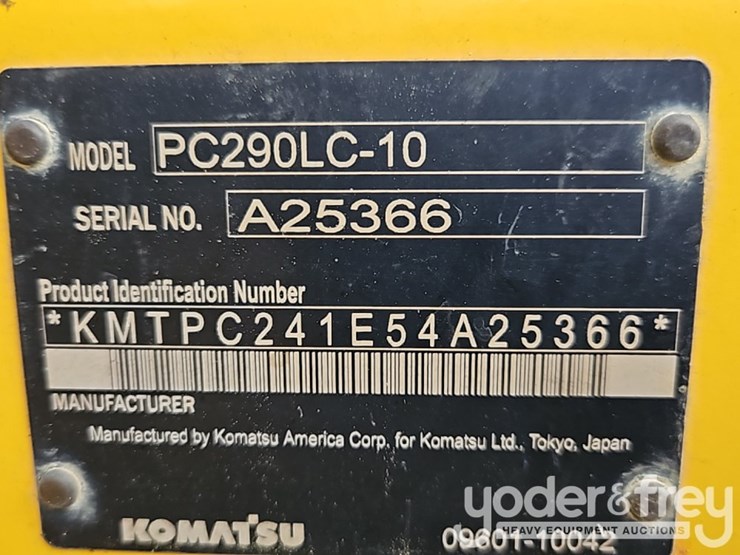 MODEL PC290LC-10
SERIAL NO. A25366
Product Identification Number
*KMTPC241E54A25366*
MANUFACTURER
Manufactured by Komatsu America Corp. for Komatsu Ltd., Tokyo, Japan
KOMATSU
09601-10042
yoder&frey
HEAVY EQUIPMENT AUCTIONS